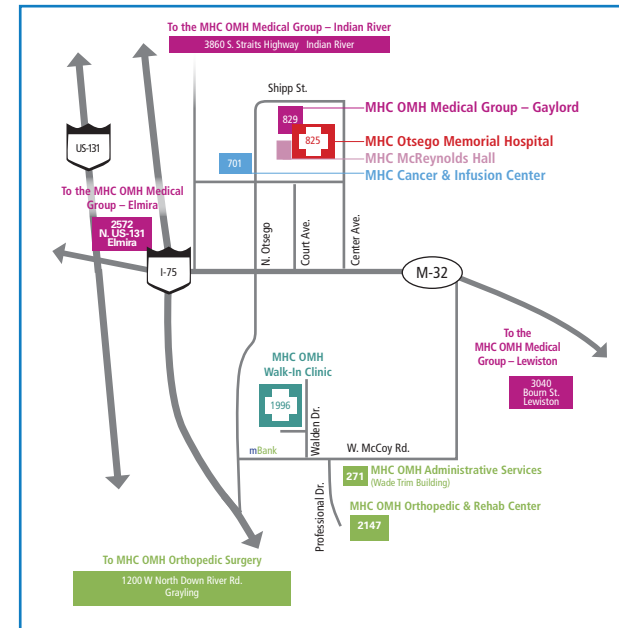 To the MHC OMH Medical Group – Indian River
3860 S. Straits Highway Indian River
Shipp St.
829
MHC OMH Medical Group – Gaylord
825
MHC Otsego Memorial Hospital
MHC McReynolds Hall
701
MHC Cancer & Infusion Center
US-131
To the MHC OMH Medical
Group – Elmira
2572
N. US-131
Elmira
N. Otsego
Court Ave.
Center Ave.
I-75
M-32
To the
MHC OMH Medical
Group – Lewiston
3040
Bourn St.
Lewiston
MHC OMH
Walk-In Clinic
1996
Walden Dr.
mBank
W. McCoy Rd.
271
MHC OMH Administrative Services
(Wade Trim Building)
Professional Dr.
MHC OMH Orthopedic & Rehab Center
2147
To MHC OMH Orthopedic Surgery
1200 W North Down River Rd.
Grayling